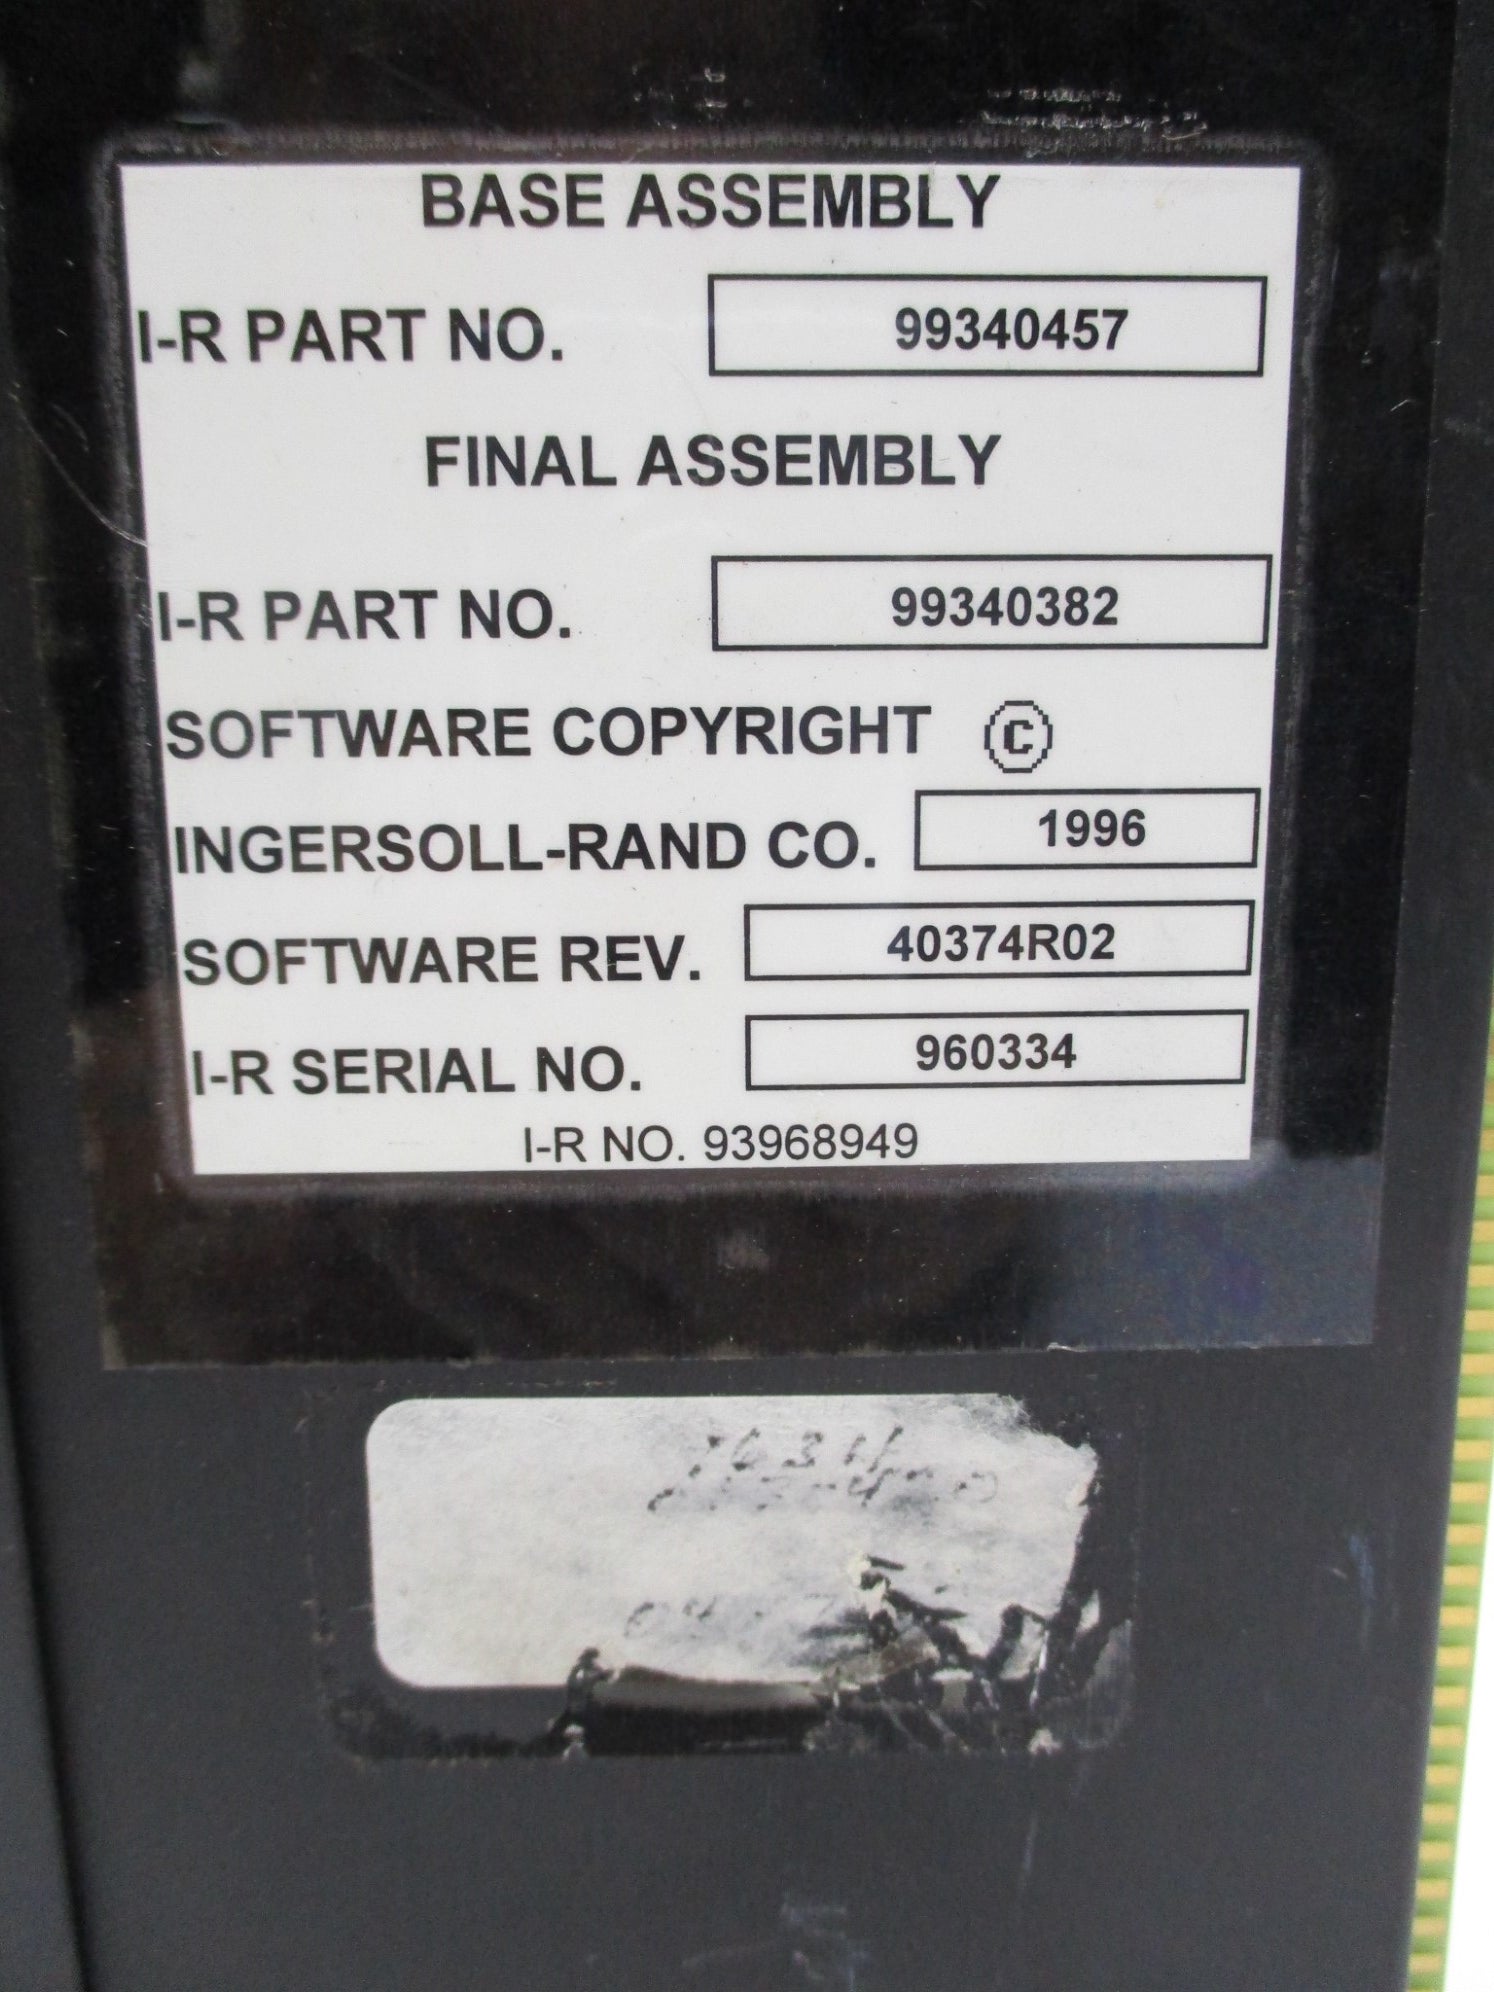 BASE ASSEMBLY
I-R PART NO. 99340457
FINAL ASSEMBLY
I-R PART NO. 99340382
SOFTWARE COPYRIGHT ©
INGERSOLL-RAND CO. 1996
SOFTWARE REV. 40374R02
I-R SERIAL NO. 960334
I-R NO. 93968949